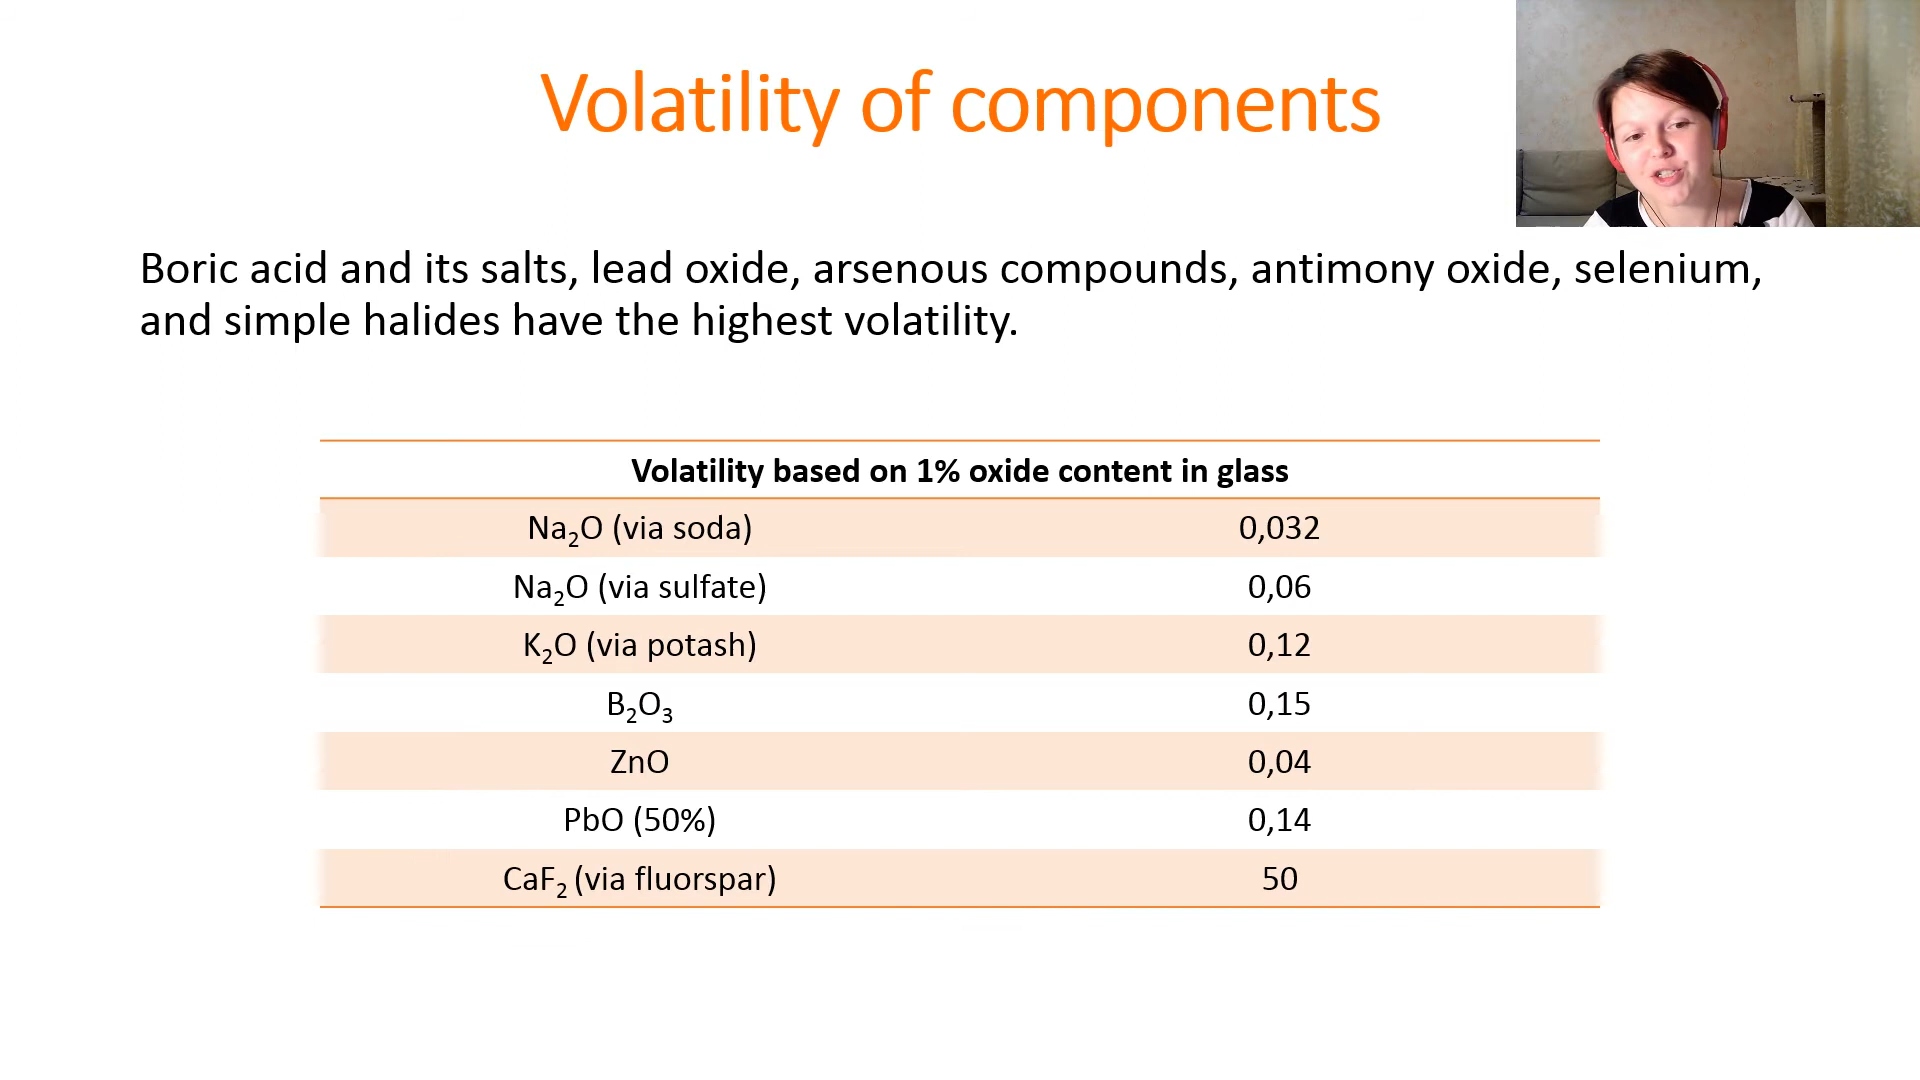 Volatility of components
Boric acid and its salts, lead oxide, arsenous compounds, antimony oxide, selenium,
and simple halides have the highest volatility.
Volatility based on 1% oxide content in glass
Na₂O (via soda) 0,032
Na₂O (via sulfate) 0,06
K₂O (via potash) 0,12
B₂O₃ 0,15
ZnO 0,04
PbO (50%) 0,14
CaF₂ (via fluorspar) 50